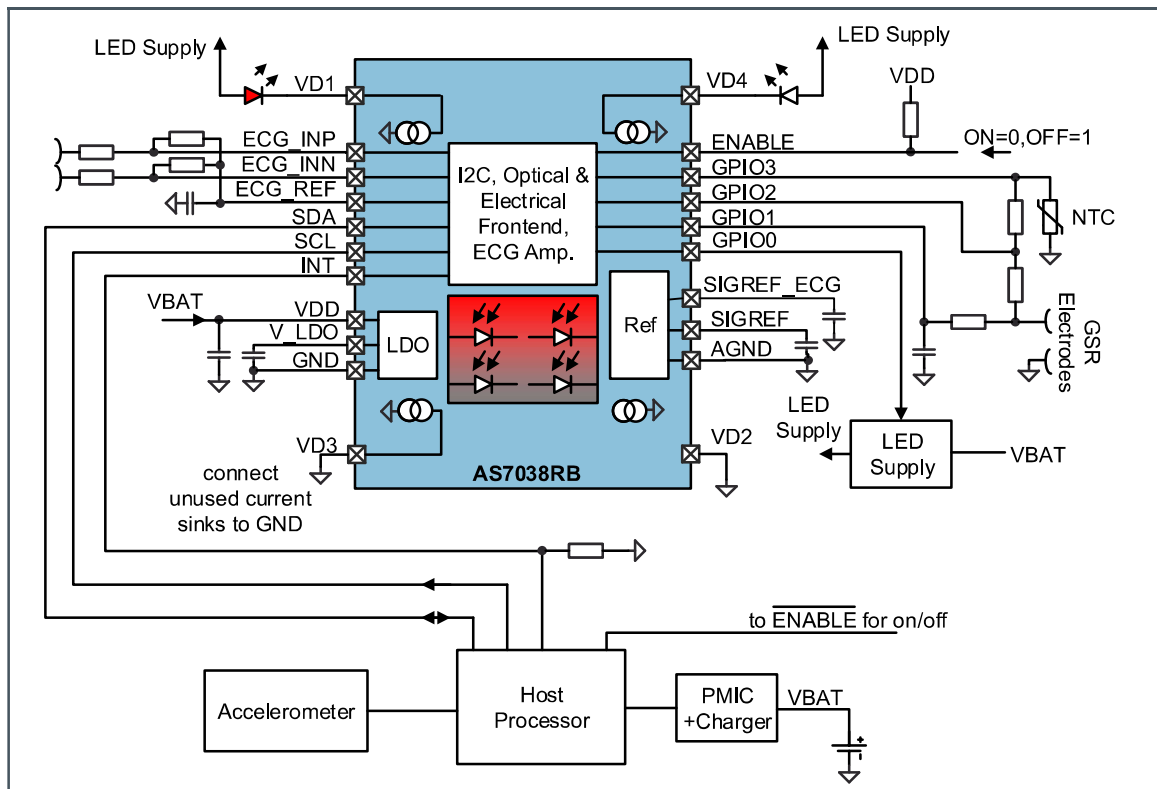 LED Supply
LED Supply
VD1
VD4
VDD
ECG_INP
ENABLE
ON=0,OFF=1
ECG_INN
GPIO3
I2C, Optical &
Electrical
Frontend,
ECG Amp.
ECG_REF
GPIO2
SDA
GPIO1
NTC
SCL
GPIO0
INT
SIGREF_ECG
VBAT
VDD
V_LDO
GND
LDO
Ref
SIGREF
AGND
GSR
Electrodes
LED
Supply
LED
Supply
VBAT
VD3
VD2
AS7038RB
connect
unused current
sinks to GND
to ENABLE for on/off
Accelerometer
Host
Processor
PMIC
+Charger
VBAT
+
-